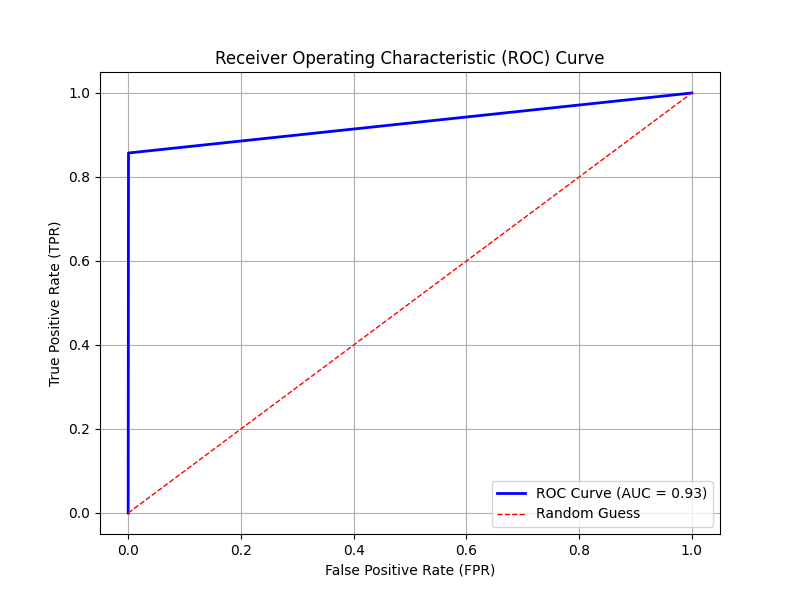 Receiver Operating Characteristic (ROC) Curve
1.0
0.8
0.6
0.4
0.2
0.0
True Positive Rate (TPR)
ROC Curve (AUC = 0.93)
Random Guess
0.0 0.2 0.4 0.6 0.8 1.0
False Positive Rate (FPR)